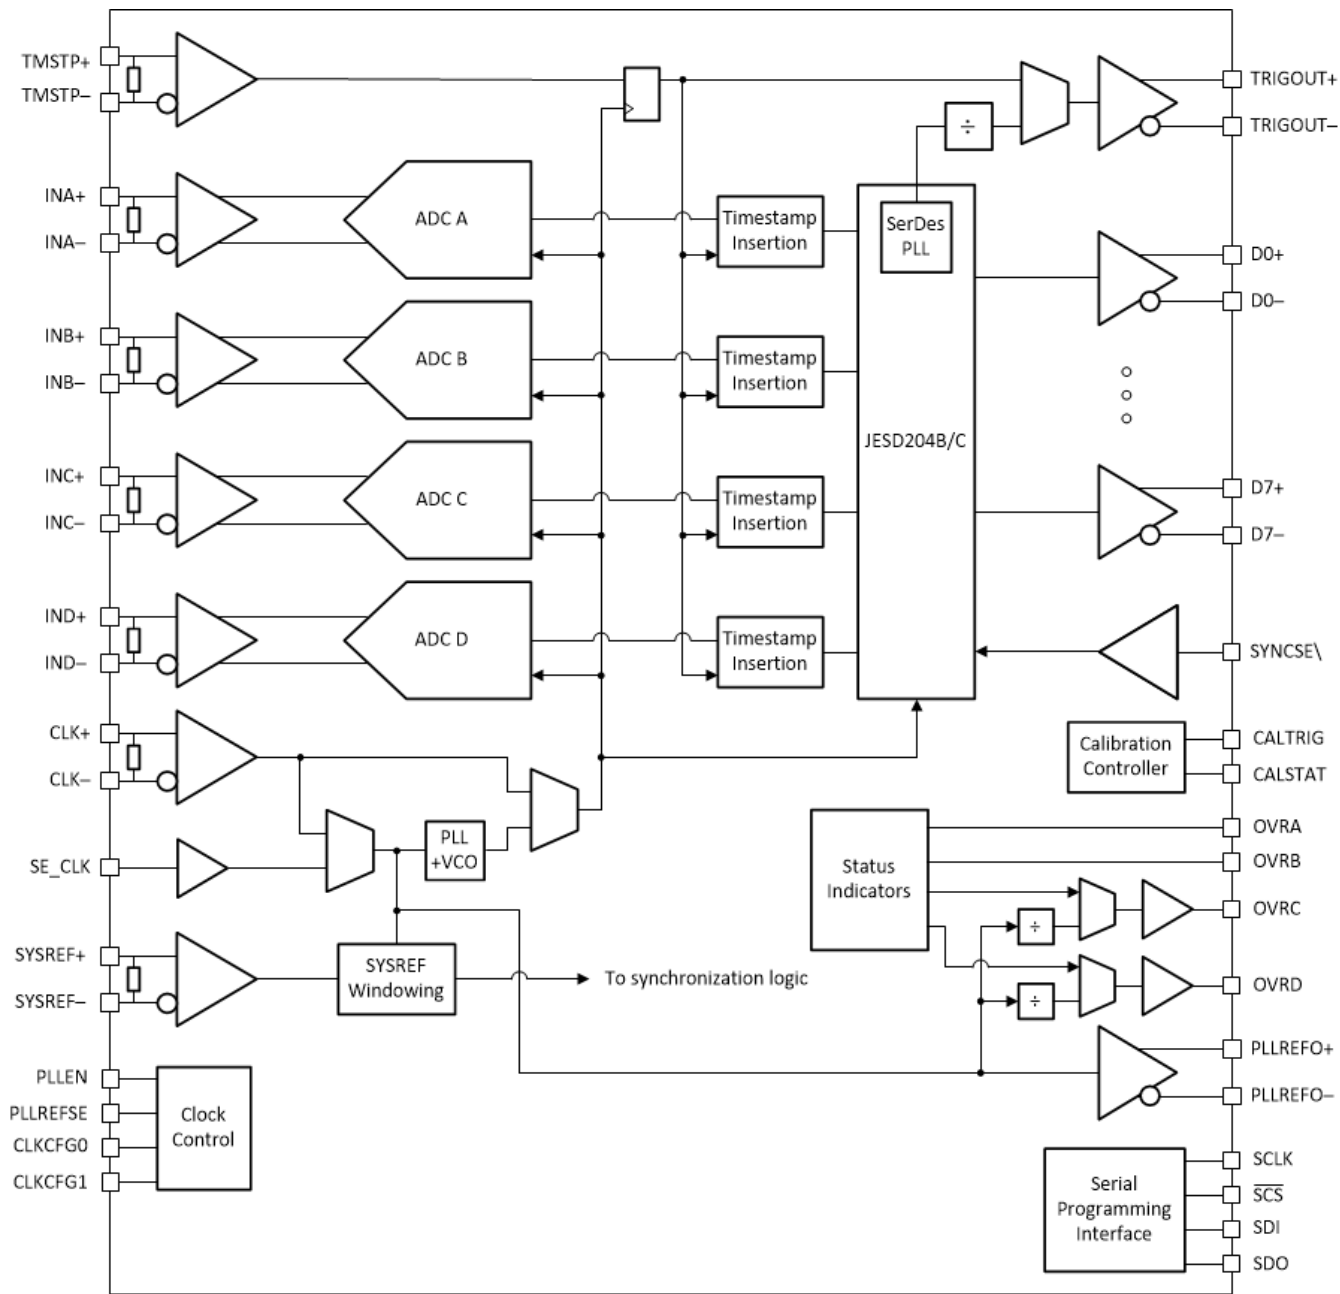 TMSTP+
TMSTP–
÷
TRIGOUT+
TRIGOUT–
INA+
INA–
ADC A
Timestamp
Insertion
SerDes
PLL
D0+
D0–
INB+
INB–
ADC B
Timestamp
Insertion
JESD204B/C
INC+
INC–
ADC C
Timestamp
Insertion
D7+
D7–
IND+
IND–
ADC D
Timestamp
Insertion
SYNCSE\
CLK+
CLK–
Calibration
Controller
CALTRIG
CALSTAT
SE_CLK
PLL
+VCO
Status
Indicators
OVRA
OVRB
OVRC
÷
OVRD
÷
SYSREF+
SYSREF–
SYSREF
Windowing
To synchronization logic
PLLREFO+
PLLREFO–
PLLEN
PLLREFSE
CLKCFG0
CLKCFG1
Clock
Control
Serial
Programming
Interface
SCLK
SCS
SDI
SDO